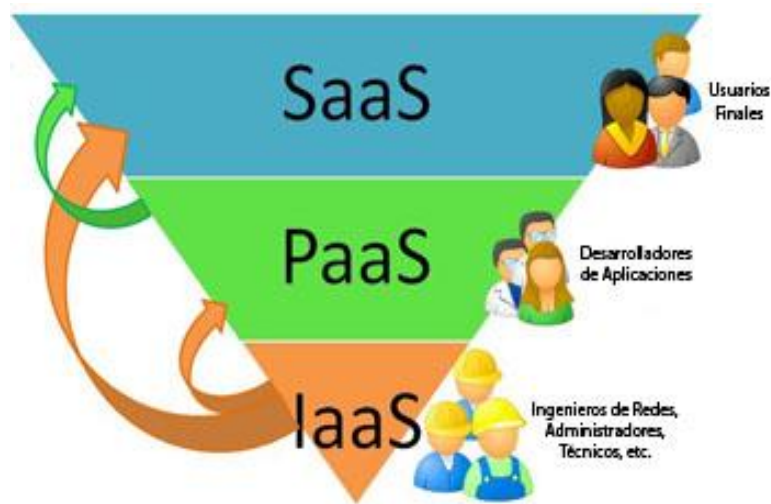 SaaS
Usuarios
Finales
PaaS
Desarrolladores
de Aplicaciones
IaaS
Ingenieros de Redes,
Administradores,
Técnicos, etc.